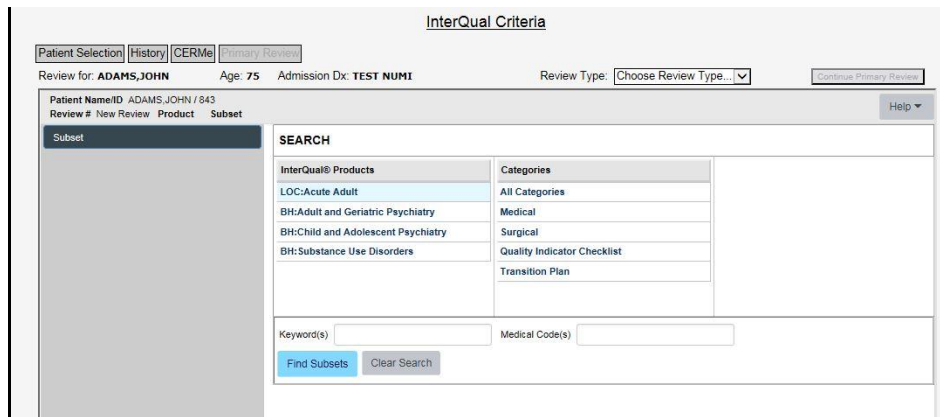 InterQual Criteria
Patient Selection History CERMe Primary Review
Review for: ADAMS,JOHN Age: 75 Admission Dx: TEST NUMI Review Type: Choose Review Type... Continue Primary Review
Patient Name/ID ADAMS,JOHN / 843
Help
Review # New Review Product Subset
Subset
SEARCH
InterQual® Products Categories
LOC:Acute Adult All Categories
BH:Adult and Geriatric Psychiatry Medical
BH:Child and Adolescent Psychiatry Surgical
BH:Substance Use Disorders Quality Indicator Checklist
Transition Plan
Keyword(s) Medical Code(s)
Find Subsets Clear Search